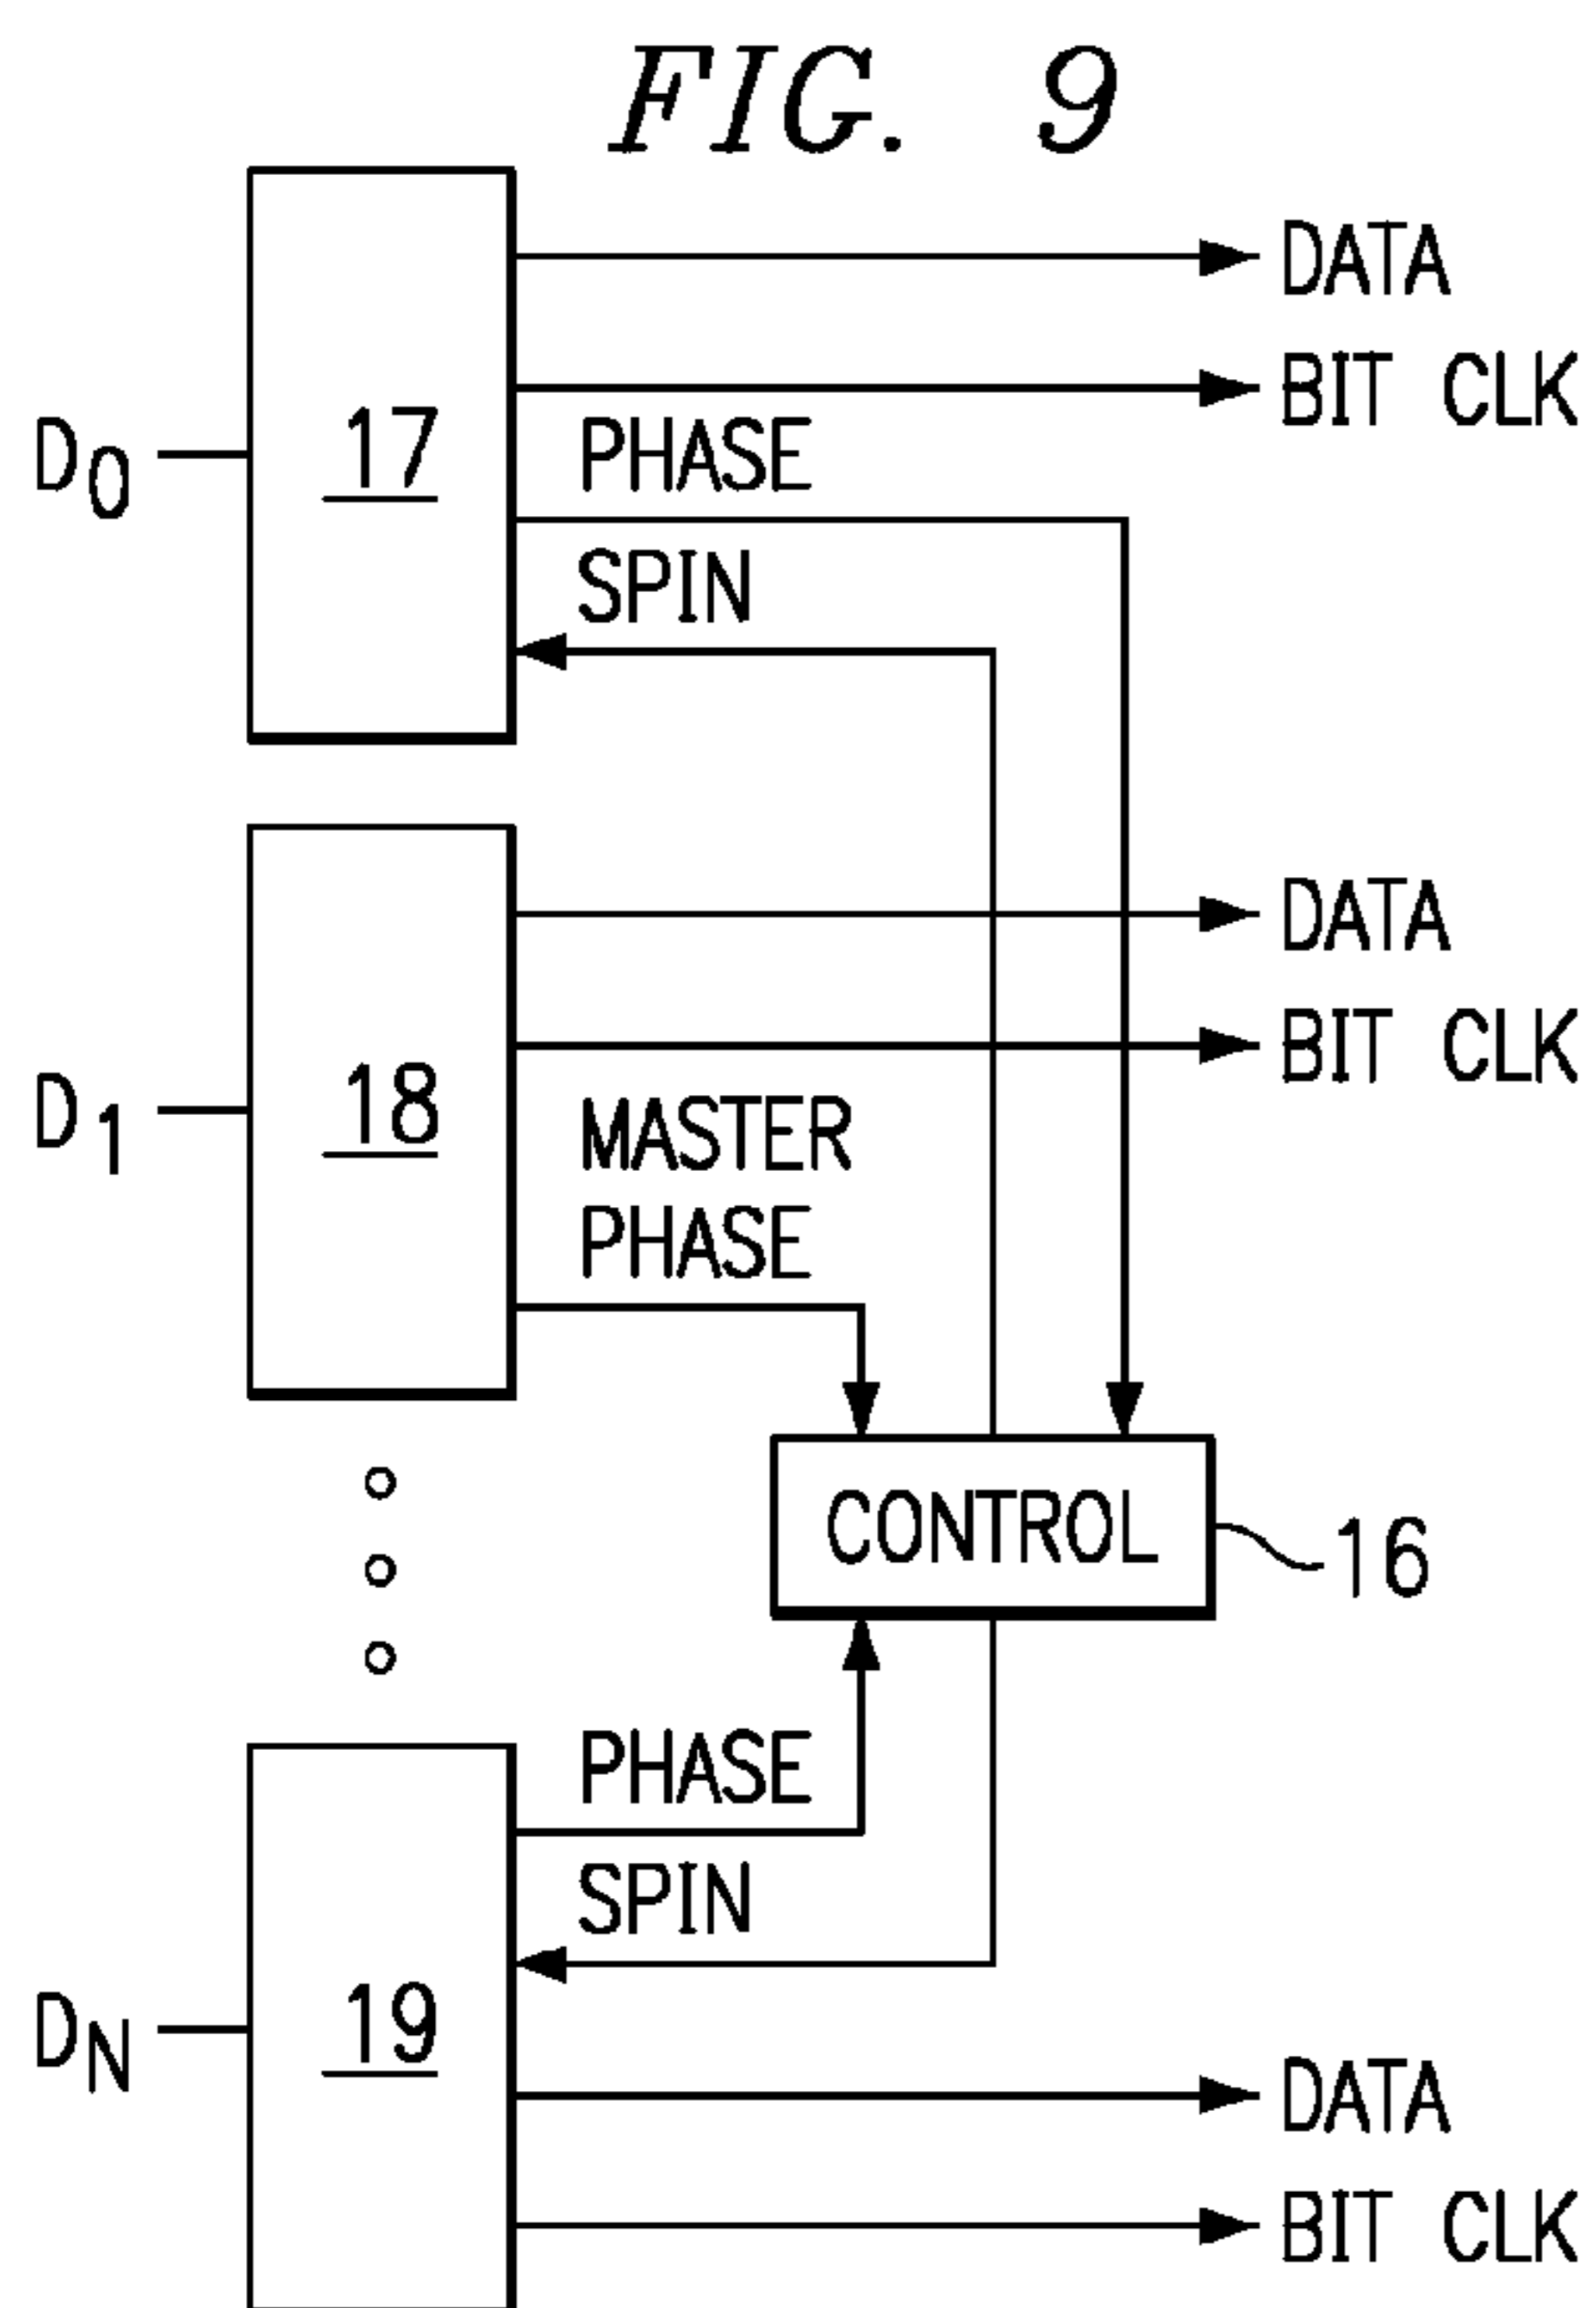 FIG. 9
DATA
BIT CLK
D0
17
PHASE
SPIN
DATA
BIT CLK
D1
18
MASTER
PHASE
CONTROL
16
PHASE
SPIN
DN
19
DATA
BIT CLK